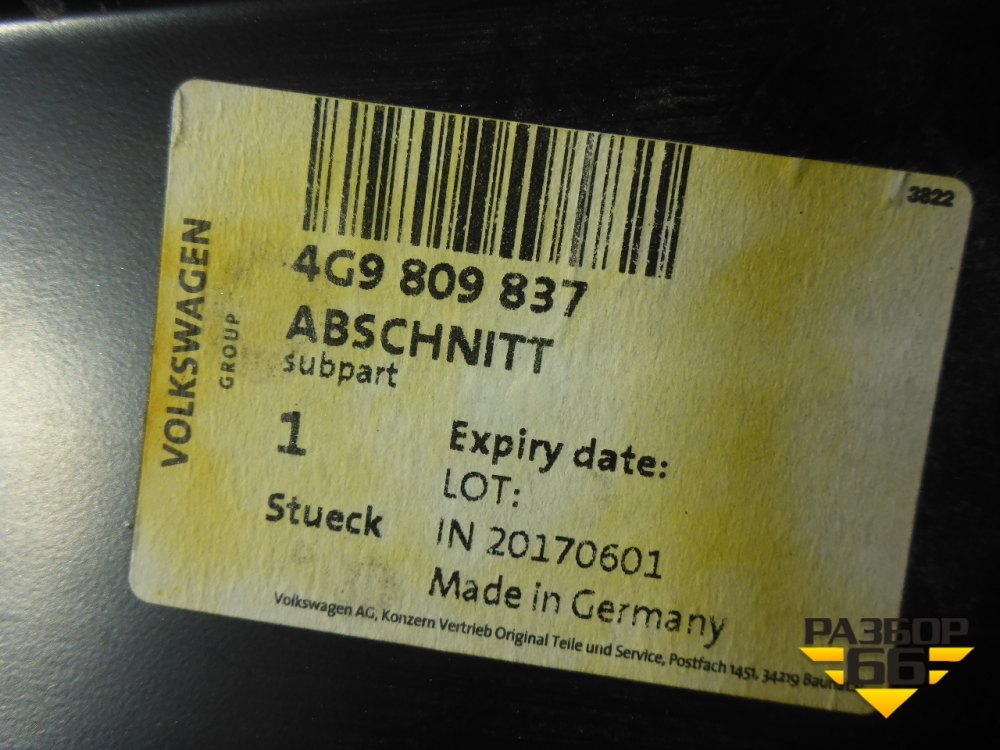 3822
VOLKSWAGEN
GROUP
4G9 809 837
ABSCHNITT
subpart
1
Stueck
Expiry date:
LOT:
IN 20170601
Made in Germany
Volkswagen AG, Konzern Vertrieb Original Teile und Service, Postfach 1451, 34219
РАЗБОР
66